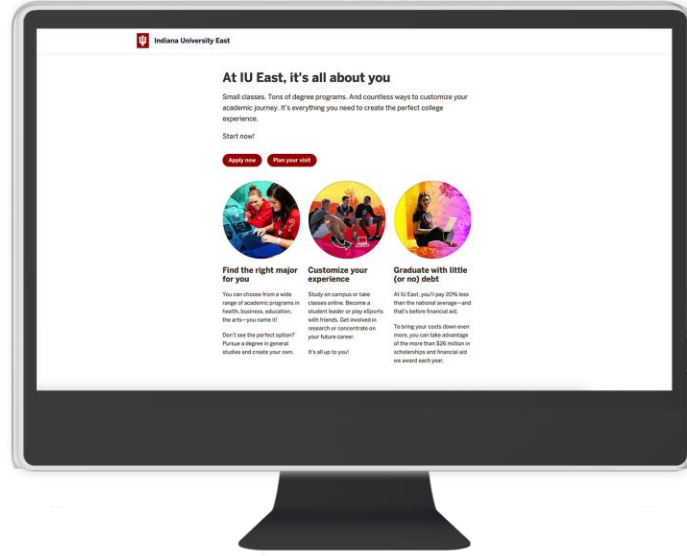 Indiana University East
At IU East, it's all about you
Small classes. Tons of degree programs. And countless ways to customize your
academic journey. It's everything you need to create the perfect college
experience.
Start now!
Apply now
Plan your visit
Find the right major
for you
You can choose from a wide
range of academic programs in
health, business, education,
the arts—you name it!
Don't see the perfect option?
Pursue a degree in general
studies and create your own.
Customize your
experience
Study on campus or take
classes online. Become a
student leader or play eSports
with friends. Get involved in
research or concentrate on
your future career.
It's all up to you!
Graduate with little
(or no) debt
At IU East, you'll pay 20% less
than the national average—and
that's before financial aid.
To bring your costs down even
more, you can take advantage
of the more than $26 million in
scholarships and financial aid
we award each year.